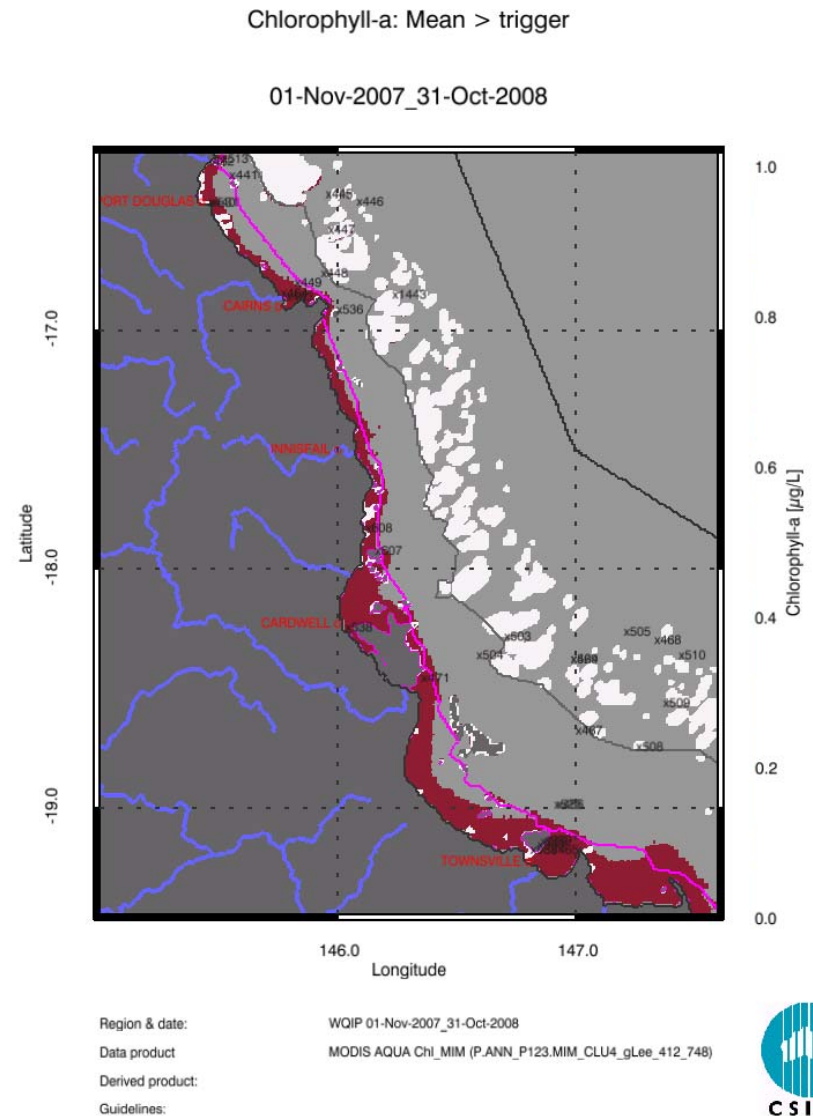 Chlorophyll-a: Mean > trigger
01-Nov-2007_31-Oct-2008
x513
x441
PORT DOUGLAS
x445
x446
x447
x448
x449
x1443
CAIRNS
x536
INNISFAIL
CARDWELL
x538
x471
x503
x504
x505
x468
x510
x509
x467
x508
TOWNSVILLE
-17.0
-18.0
-19.0
Latitude
146.0
147.0
Longitude
1.0
0.8
0.6
0.4
0.2
0.0
Chlorophyll-a [µg/L]
Region & date: WQIP 01-Nov-2007_31-Oct-2008
Data product MODIS AQUA Chl_MIM (P.ANN_P123.MIM_CLU4_gLee_412_748)
Derived product:
Guidelines:
CSI